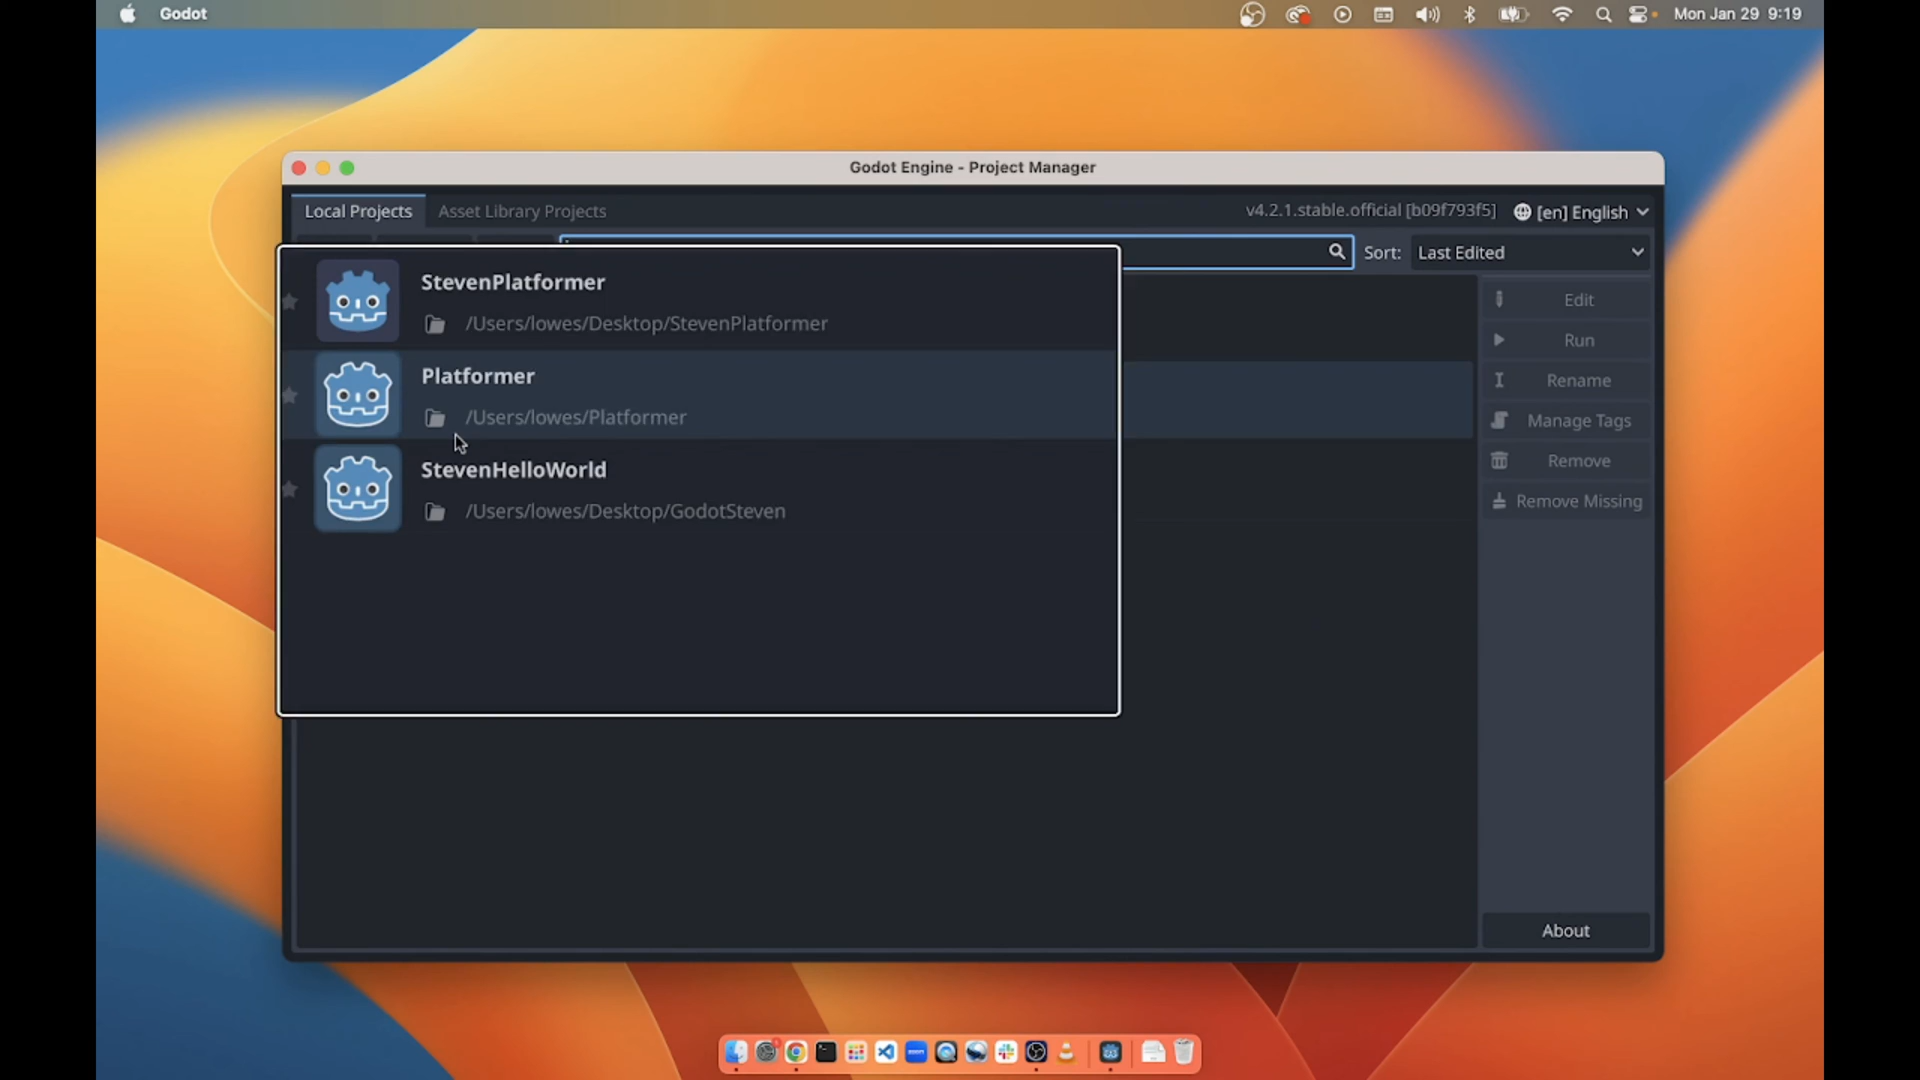 Godot
Mon Jan 29 9:19
Godot Engine - Project Manager
Local Projects
Asset Library Projects
v4.2.1.stable.official [b09f793f5]
[en] English
Sort:
Last Edited
StevenPlatformer
/Users/lowes/Desktop/StevenPlatformer
Platformer
/Users/lowes/Platformer
StevenHelloWorld
/Users/lowes/Desktop/GodotSteven
Edit
Run
Rename
Manage Tags
Remove
Remove Missing
About